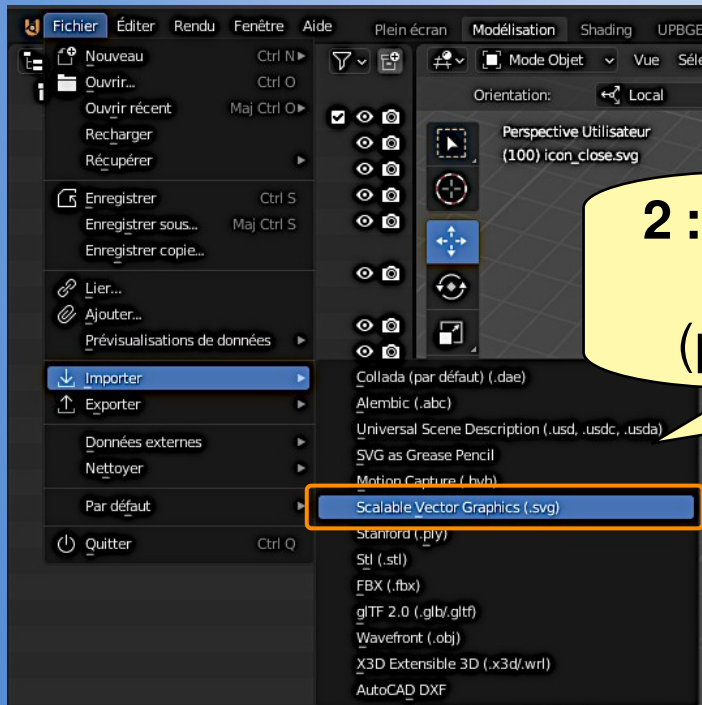 Fichier Éditer Rendu Fenêtre Aide Plein écran Modélisation Shading UPBGE
Nouveau Ctrl N
Mode Objet Vue
Ouvrir... Ctrl O
Orientation: Local
Ouvrir récent Maj Ctrl O
Recharger
Perspective Utilisateur
Récupérer
(100) icon_close.svg
Enregistrer Ctrl S
Enregistrer sous... Maj Ctrl S
2 :
Enregistrer copie...
Lier...
Ajouter...
Prévisualisations de données
(
Importer
Collada (par défaut) (.dae)
Exporter
Alembic (.abc)
Universal Scene Description (.usd, .usdc, .usda)
Données externes
SVG as Grease Pencil
Nettoyer
Motion Capture (.bvh)
Par défaut
Scalable Vector Graphics (.svg)
Stanford (.ply)
Quitter Ctrl Q
Stl (.stl)
FBX (.fbx)
glTF 2.0 (.glb/.gltf)
Wavefront (.obj)
X3D Extensible 3D (.x3d/.wrl)
AutoCAD DXF